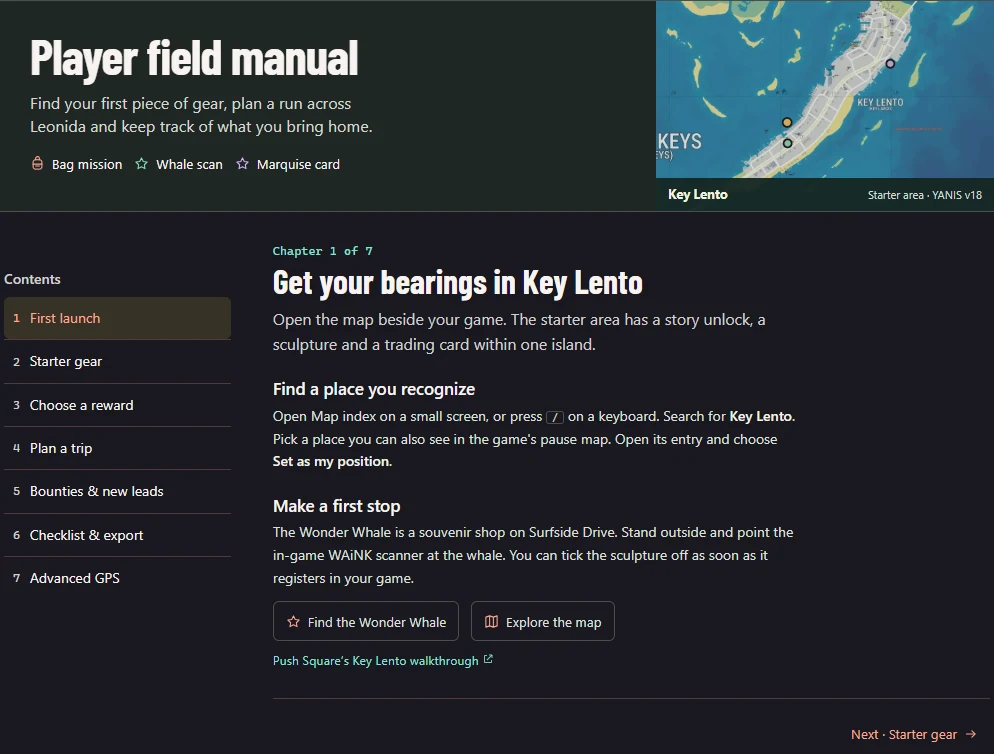 Player field manual
Find your first piece of gear, plan a run across
Leonida and keep track of what you bring home.
Bag mission
Whale scan
Marquise card
KEY LENTO
KEYS
Key Lento
Starter area · YANIS v18
Contents
1 First launch
2 Starter gear
3 Choose a reward
4 Plan a trip
5 Bounties & new leads
6 Checklist & export
7 Advanced GPS
Chapter 1 of 7
Get your bearings in Key Lento
Open the map beside your game. The starter area has a story unlock, a
sculpture and a trading card within one island.
Find a place you recognize
Open Map index on a small screen, or press / on a keyboard. Search for Key Lento.
Pick a place you can also see in the game's pause map. Open its entry and choose
Set as my position.
Make a first stop
The Wonder Whale is a souvenir shop on Surfside Drive. Stand outside and point the
in-game WAiNK scanner at the whale. You can tick the sculpture off as soon as it
registers in your game.
Find the Wonder Whale
Explore the map
Push Square's Key Lento walkthrough
Next · Starter gear →